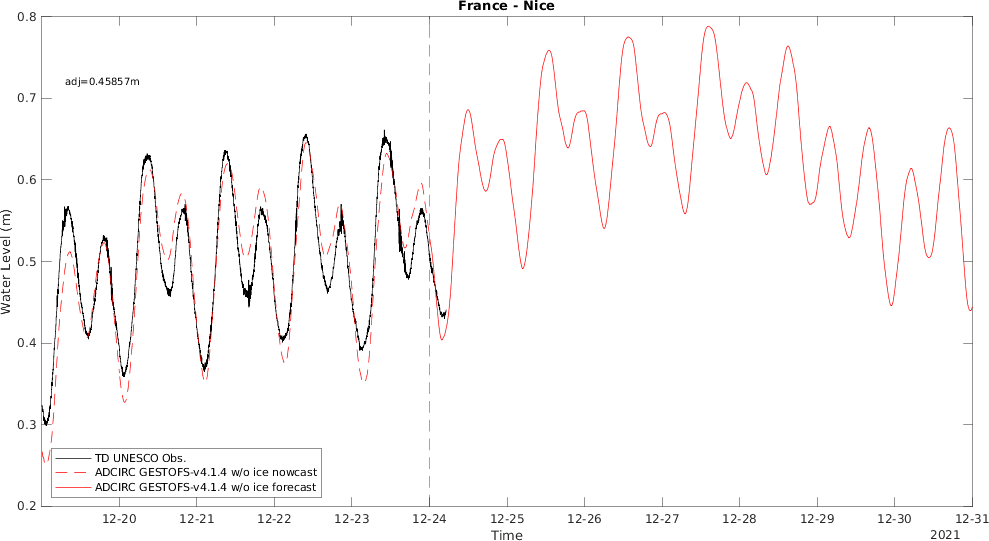 France - Nice
0.8
adj=0.45857m
0.7
0.6
0.5
0.4
0.3
0.2
Water Level (m)
TD UNESCO Obs.
ADCIRC GESTOFS-v4.1.4 w/o ice nowcast
ADCIRC GESTOFS-v4.1.4 w/o ice forecast
12-20 12-21 12-22 12-23 12-24 12-25 12-26 12-27 12-28 12-29 12-30 12-31
Time
2021